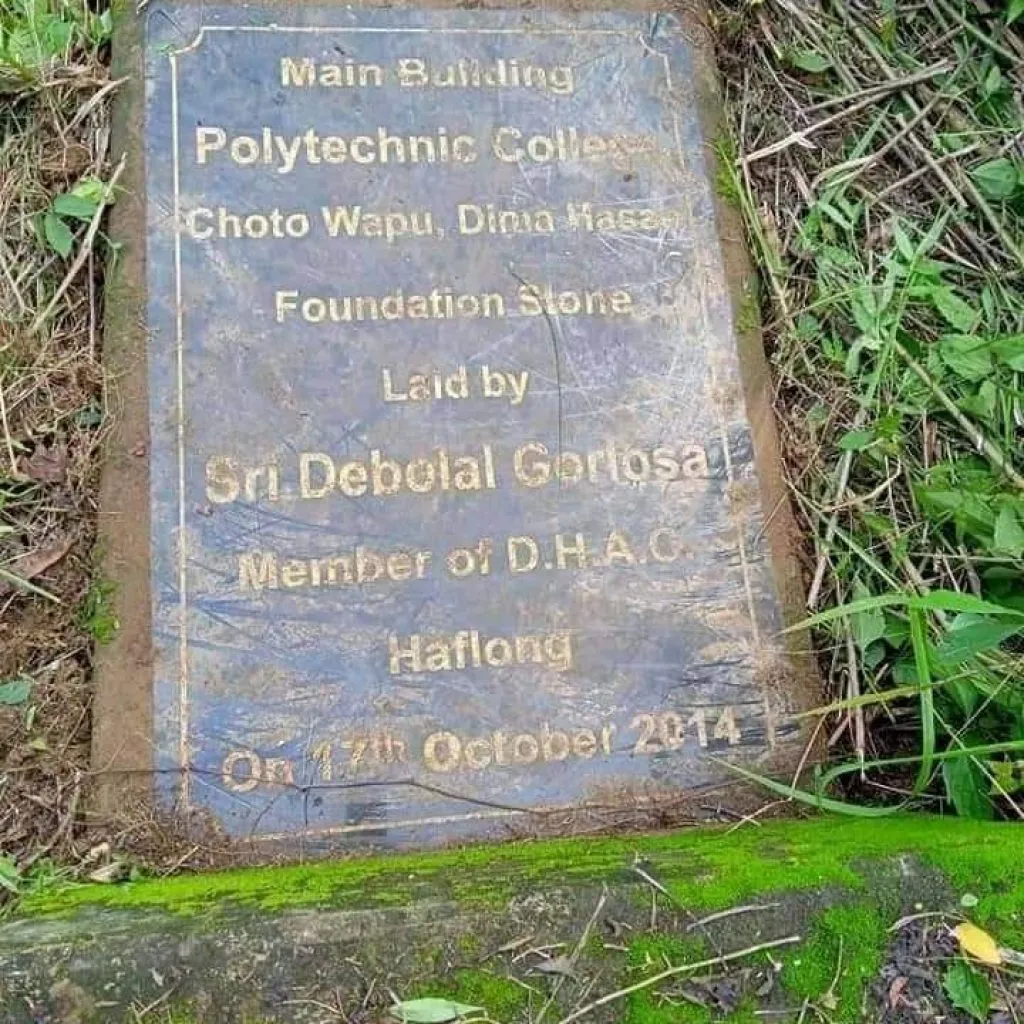 Main Building
Polytechnic College
Choto Wapu, Dima Hasao
Foundation Stone
Laid by
Sri Debolal Gorlosa
Member of D.H.A.C.
Haflong
On 17th October 2014